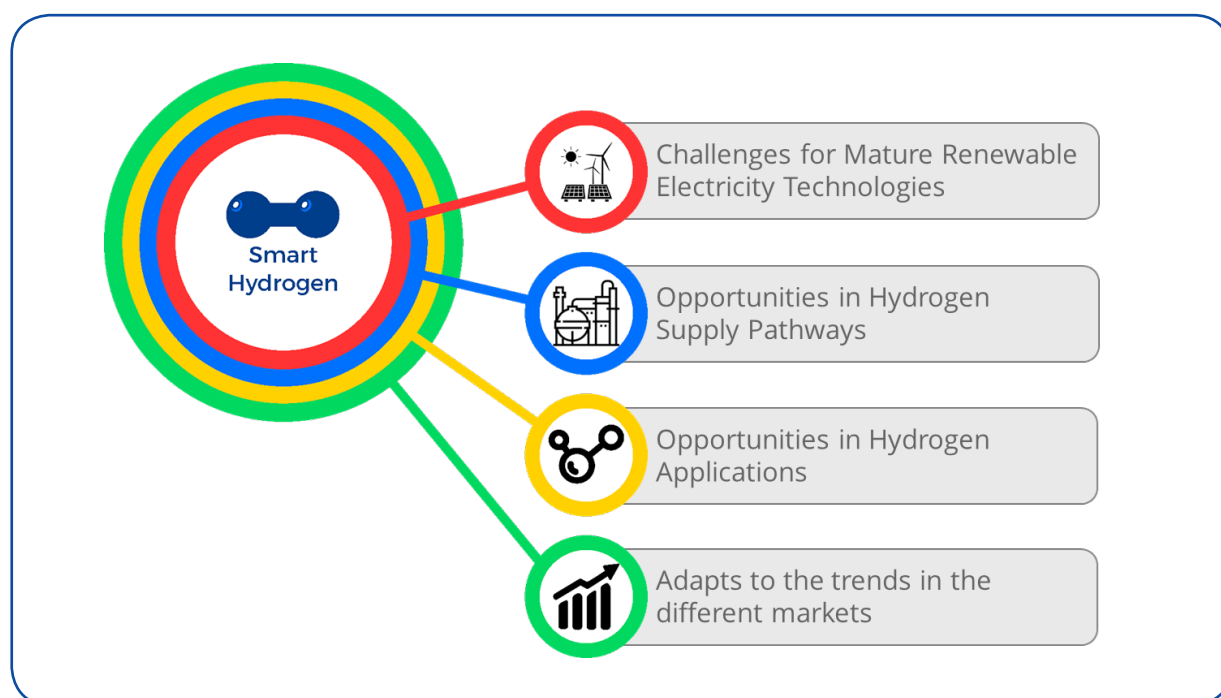 Smart
Hydrogen
Challenges for Mature Renewable
Electricity Technologies
Opportunities in Hydrogen
Supply Pathways
Opportunities in Hydrogen
Applications
Adapts to the trends in the
different markets